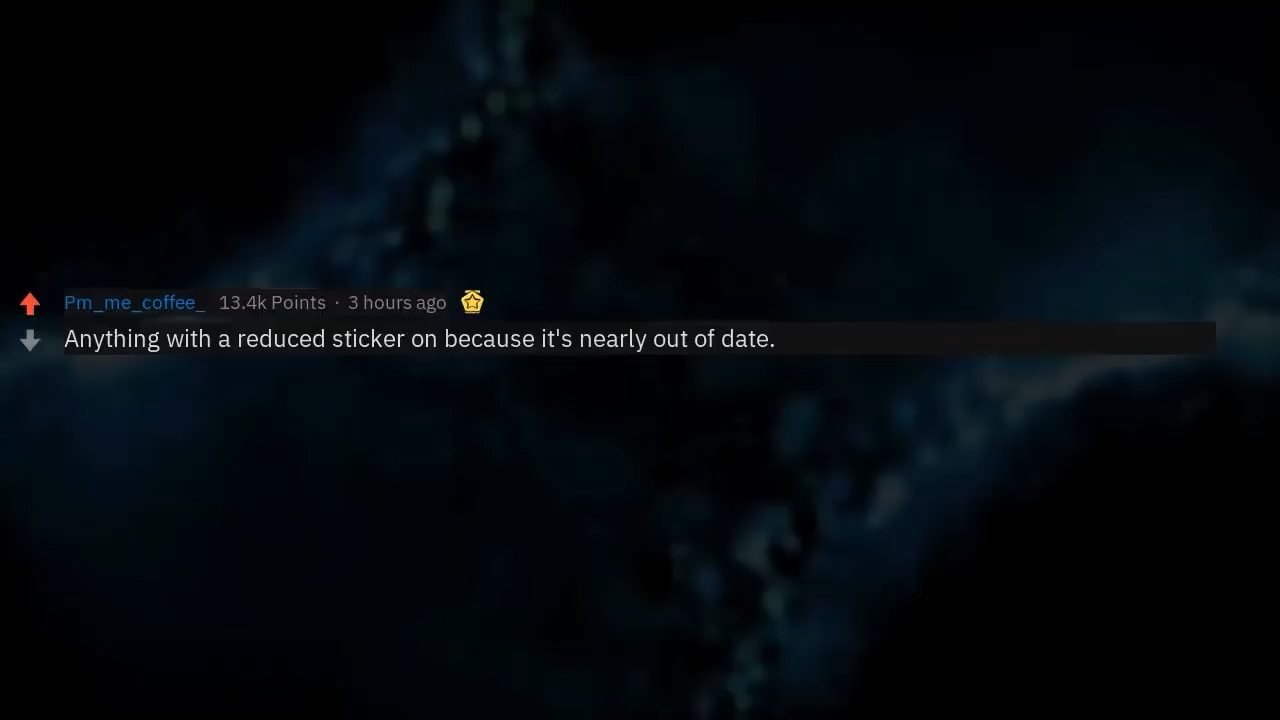 Pm_me_coffee_ 13.4k Points · 3 hours ago
Anything with a reduced sticker on because it's nearly out of date.